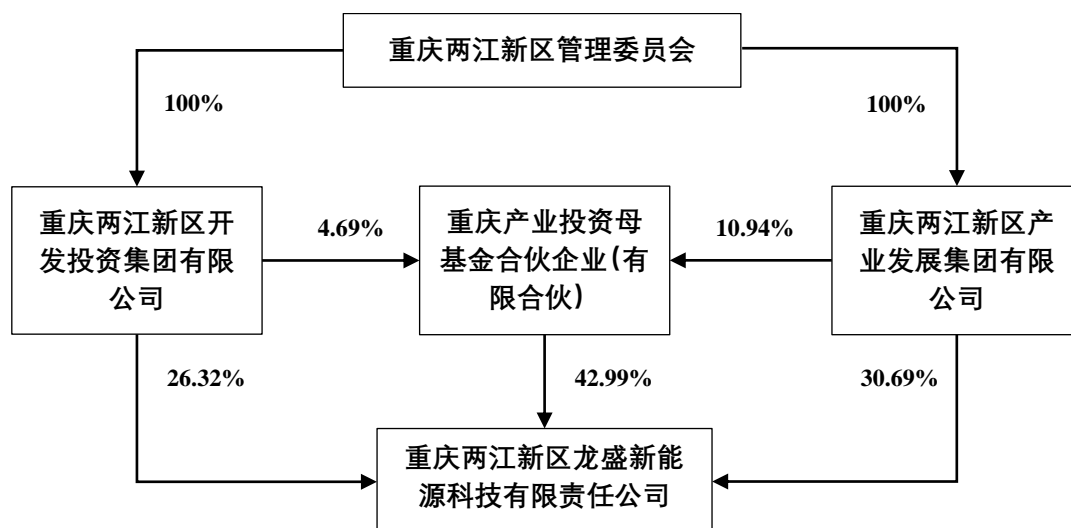 重庆两江新区管理委员会
100%
100%
重庆两江新区开
发投资集团有限
公司
4.69%
重庆产业投资母
基金合伙企业（有
限合伙）
10.94%
重庆两江新区产
业发展集团有限
公司
26.32%
42.99%
30.69%
重庆两江新区龙盛新能
源科技有限责任公司